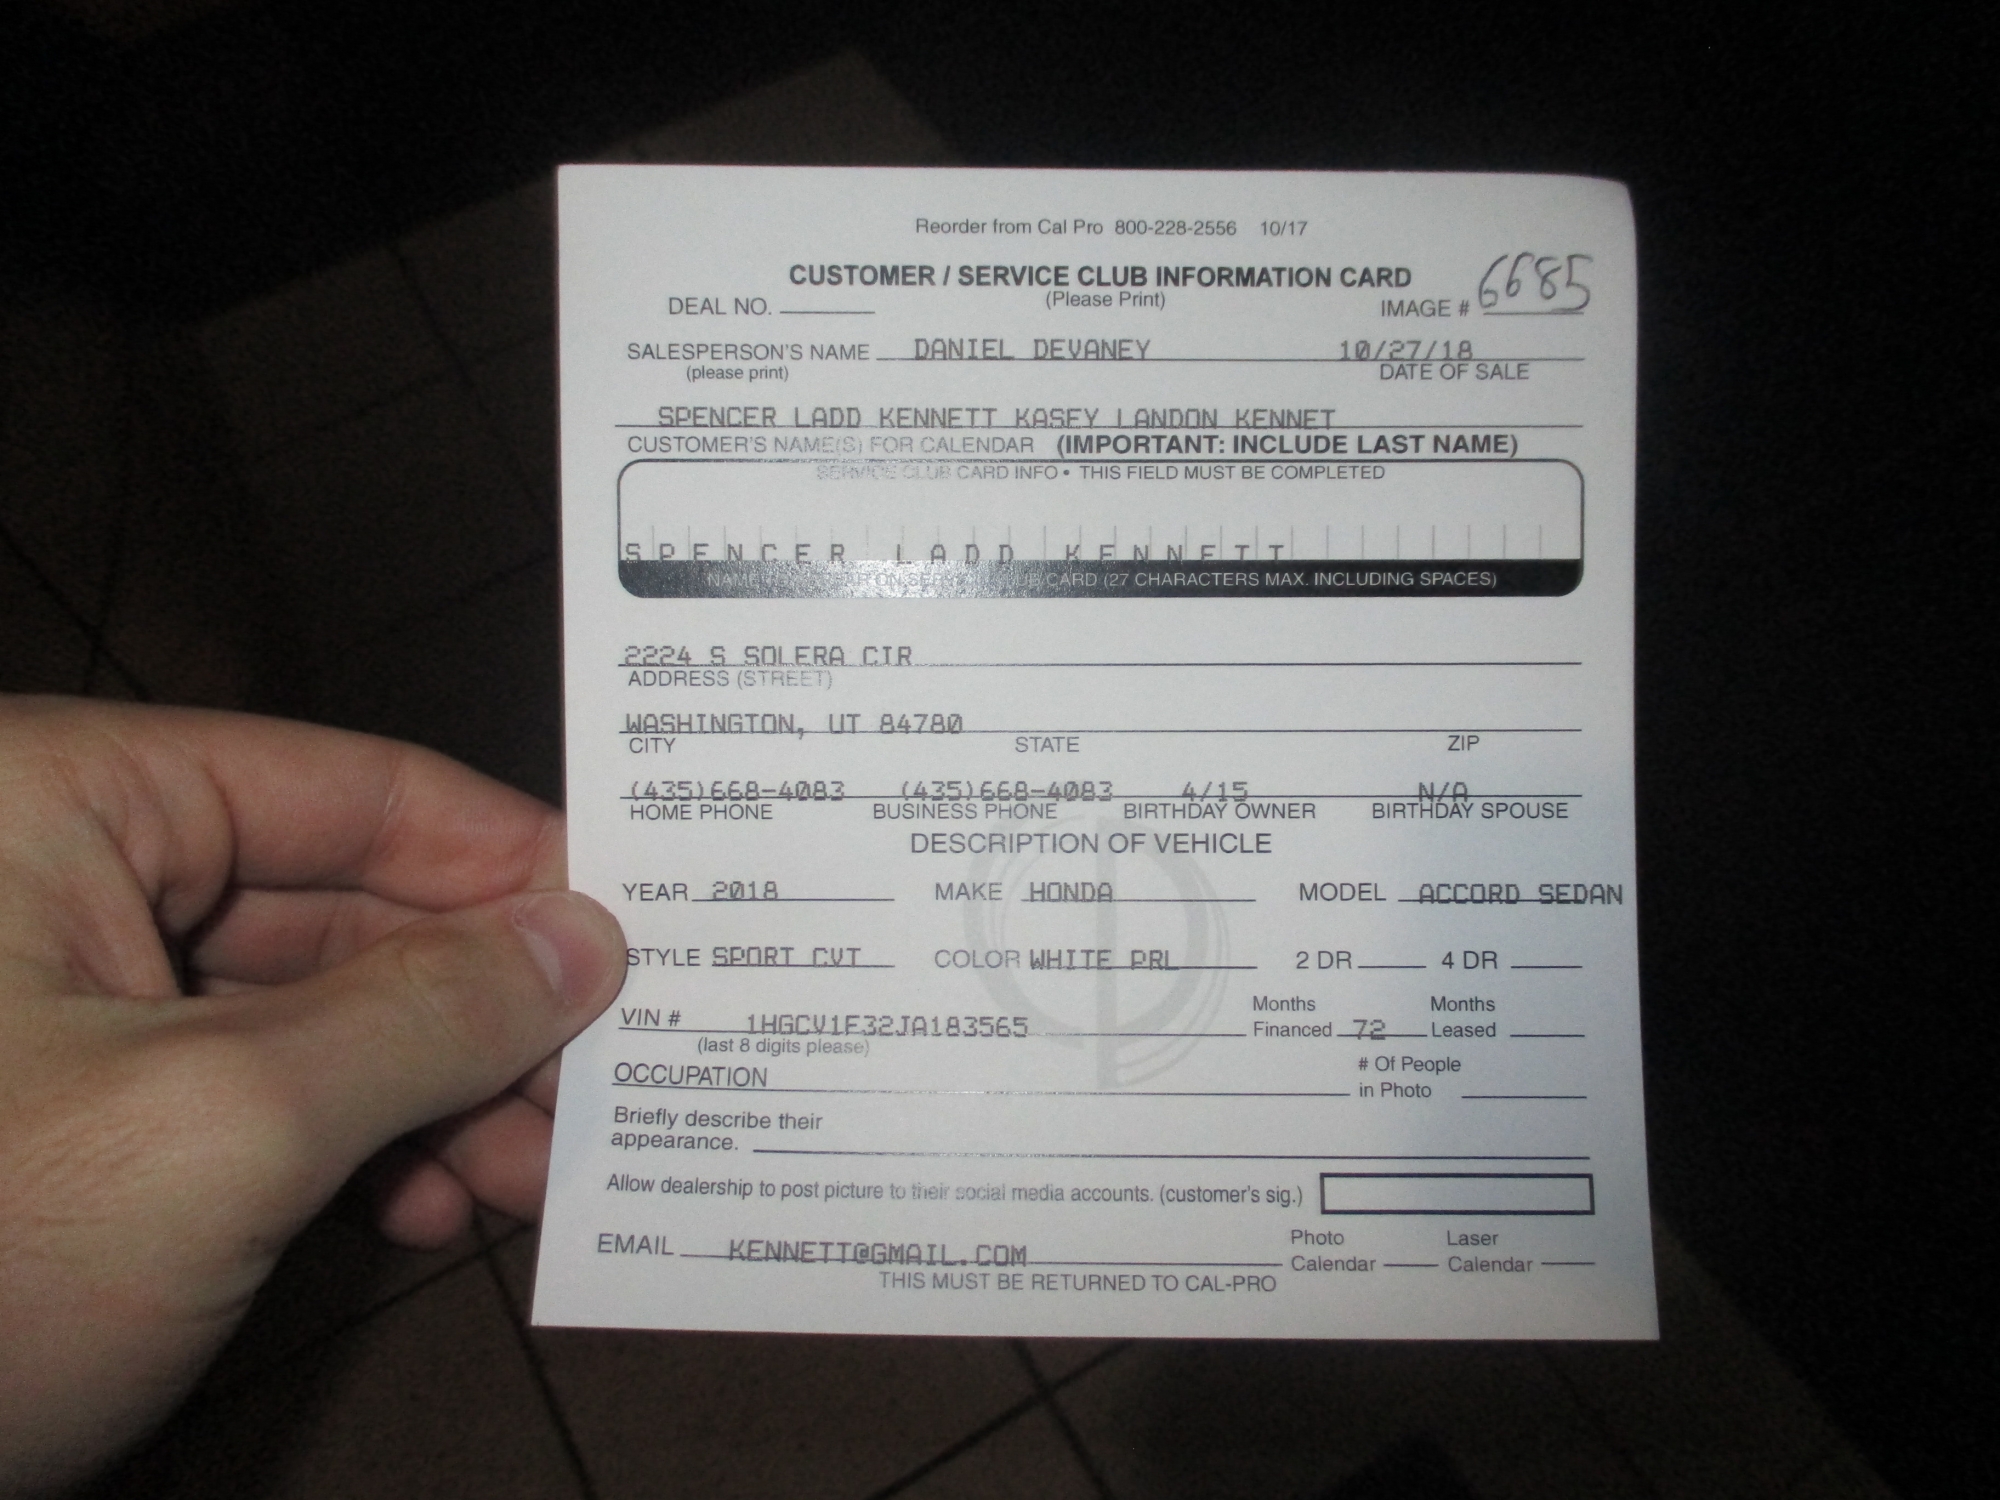 Reorder from Cal Pro 800-228-2556 10/17
CUSTOMER / SERVICE CLUB INFORMATION CARD
(Please Print)
DEAL NO.
IMAGE # 6685
SALESPERSON'S NAME DANIEL DEVANEY 10/27/18
(please print) DATE OF SALE
SPENCER LADD KENNETT KASEY LANDON KENNET
CUSTOMER'S NAME(S) FOR CALENDAR (IMPORTANT: INCLUDE LAST NAME)
SERVICE CLUB CARD INFO • THIS FIELD MUST BE COMPLETED
SPENCER LADD KENNETT
NAME TO APPEAR ON SERVICE CLUB CARD (27 CHARACTERS MAX. INCLUDING SPACES)
2224 S SOLERA CIR
ADDRESS (STREET)
WASHINGTON, UT 84780
CITY STATE ZIP
(435)668-4083 (435)668-4083 4/15 N/A
HOME PHONE BUSINESS PHONE BIRTHDAY OWNER BIRTHDAY SPOUSE
DESCRIPTION OF VEHICLE
YEAR 2018 MAKE HONDA MODEL ACCORD SEDAN
STYLE SPORT CVT COLOR WHITE PRL 2 DR 4 DR
Months Months
VIN # 1HGCV1F32JA183565 Financed 72 Leased
(last 8 digits please)
# Of People
OCCUPATION in Photo
Briefly describe their
appearance.
Allow dealership to post picture to their social media accounts. (customer's sig.)
Photo Laser
EMAIL KENNETT@GMAIL.COM Calendar Calendar
THIS MUST BE RETURNED TO CAL-PRO